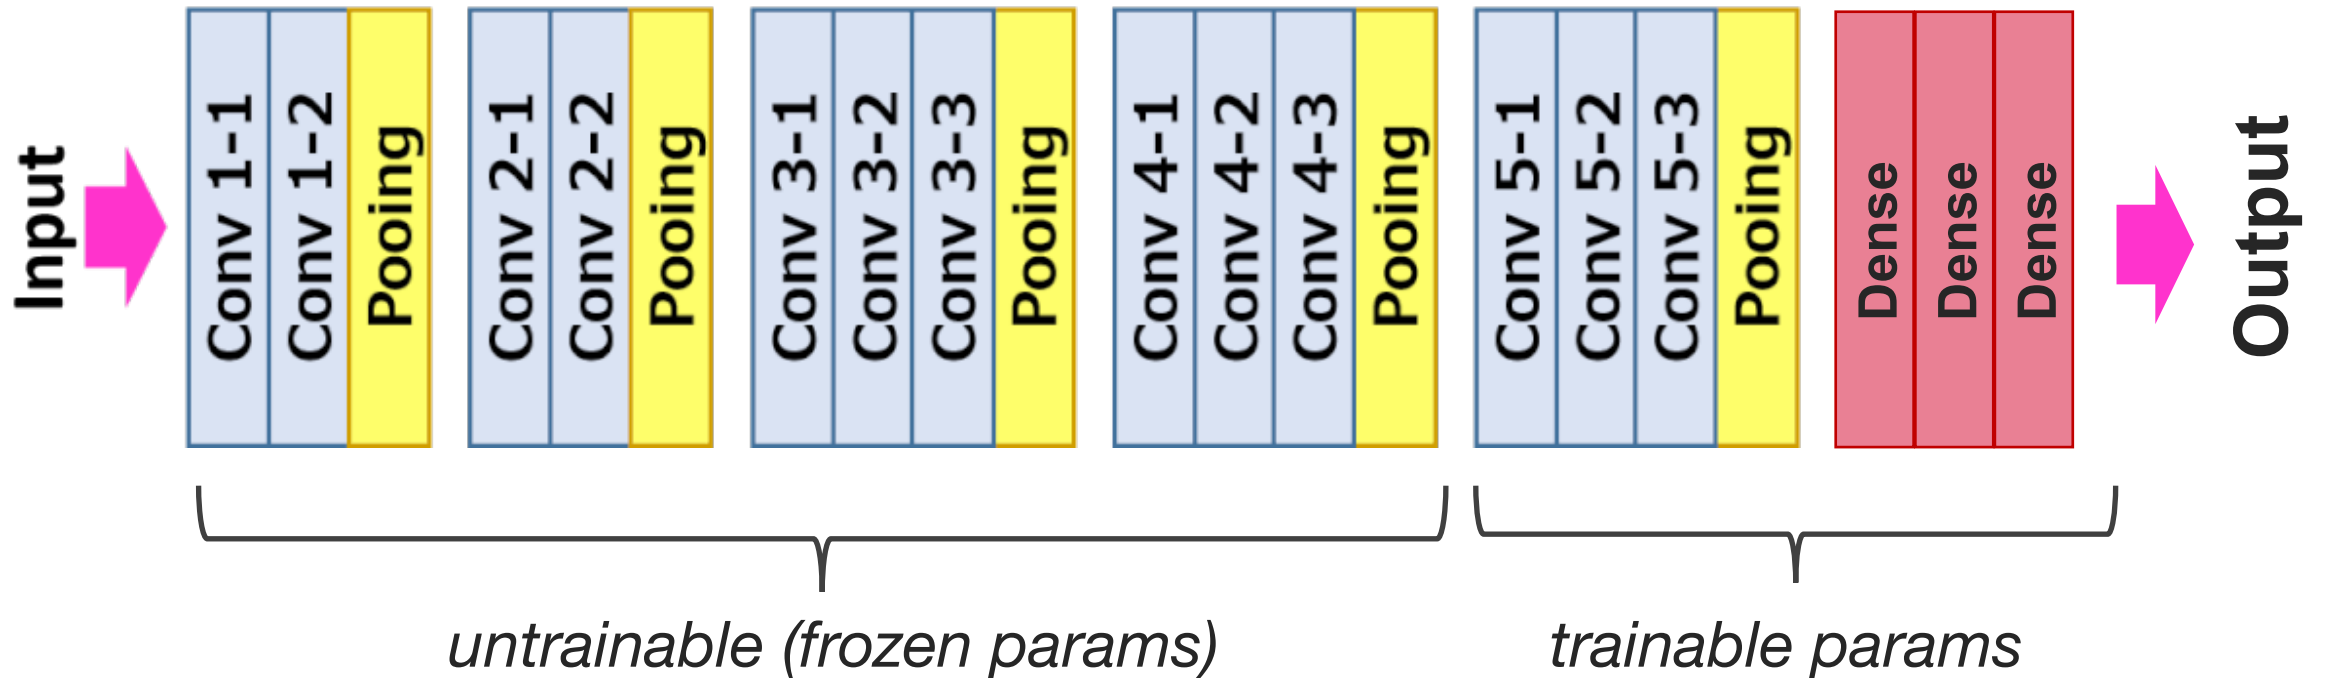 Input
Conv 1-1
Conv 1-2
Pooing
Conv 2-1
Conv 2-2
Pooing
Conv 3-1
Conv 3-2
Conv 3-3
Pooing
Conv 4-1
Conv 4-2
Conv 4-3
Pooing
Conv 5-1
Conv 5-2
Conv 5-3
Pooing
Dense
Dense
Dense
Output
untrainable (frozen params)
trainable params